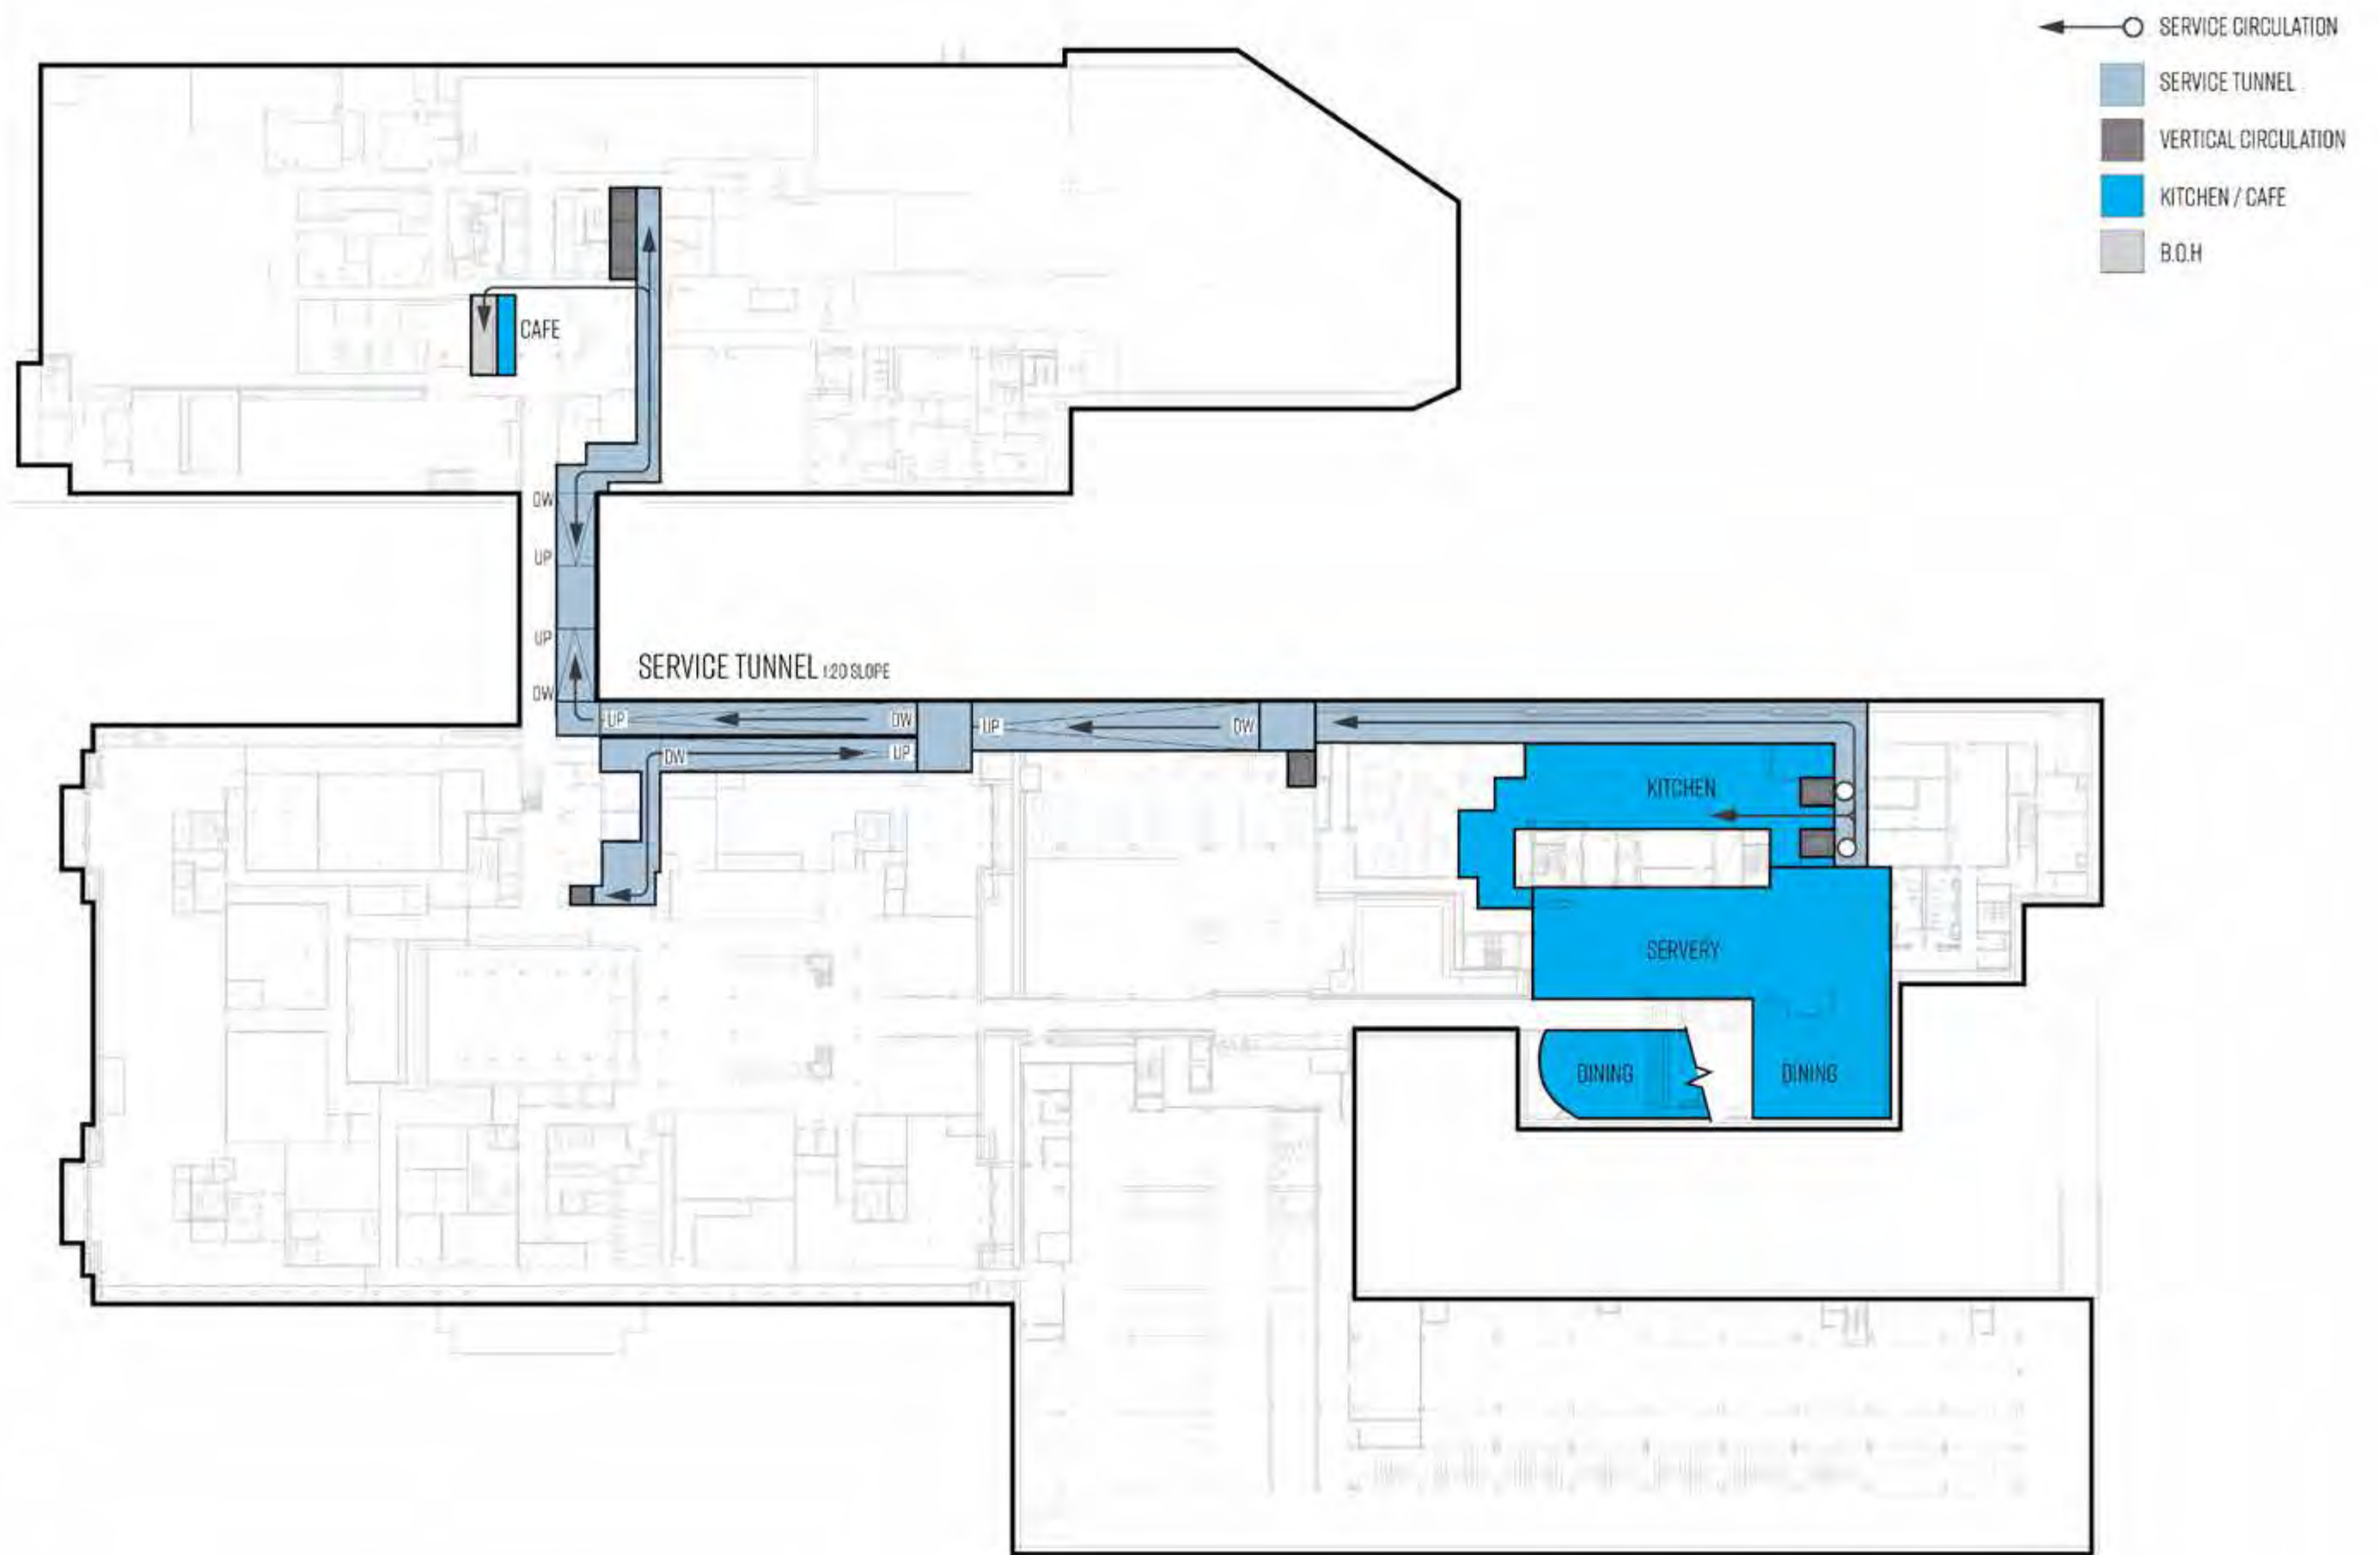 SERVICE CIRCULATION
SERVICE TUNNEL
VERTICAL CIRCULATION
KITCHEN / CAFE
B.O.H
CAFE
DW
UP
UP
SERVICE TUNNEL 1:20 SLOPE
DW
UP
DW
UP
DW
DW
UP
KITCHEN
SERVERY
DINING
DINING